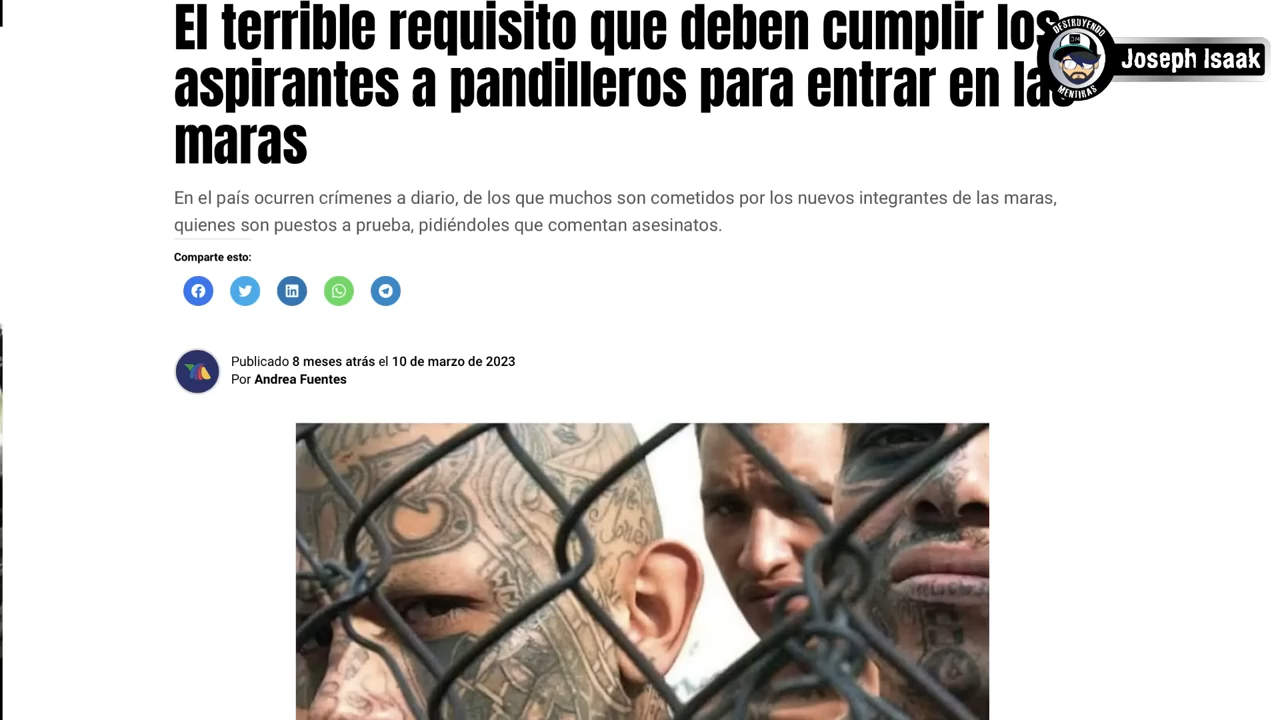 El terrible requisito que deben cumplir los
aspirantes a pandilleros para entrar en las
maras
DESTRUYENDO
MENTIRAS
Joseph Isaak
En el país ocurren crímenes a diario, de los que muchos son cometidos por los nuevos integrantes de las maras,
quienes son puestos a prueba, pidiéndoles que comentan asesinatos.
Comparte esto:
Publicado 8 meses atrás el 10 de marzo de 2023
Por Andrea Fuentes